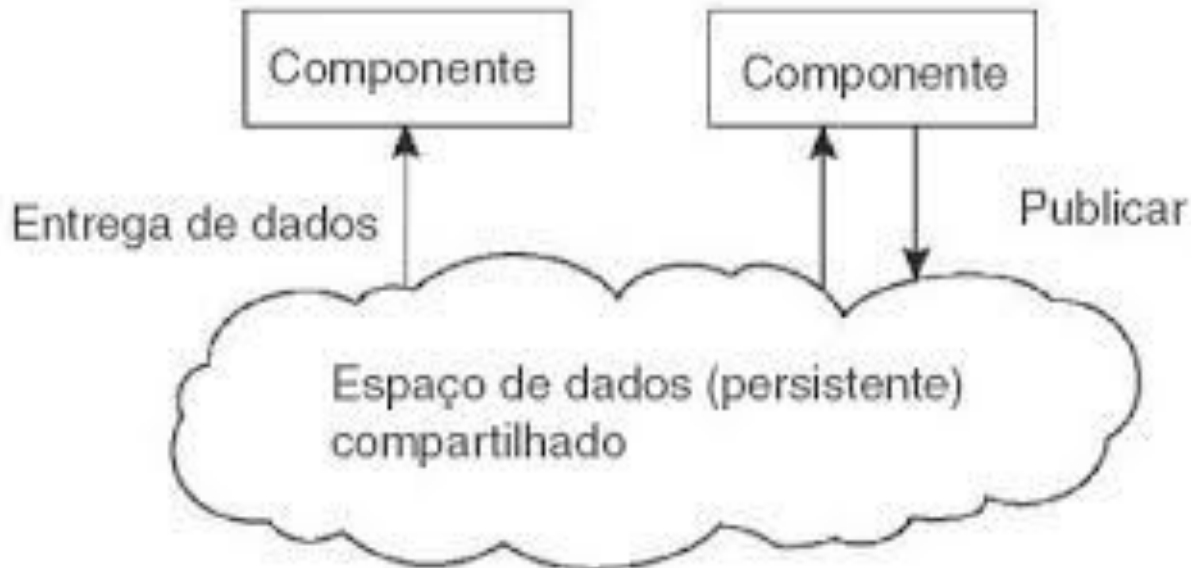 Componente
Componente
Entrega de dados
Publicar
Espaço de dados (persistente)
compartilhado